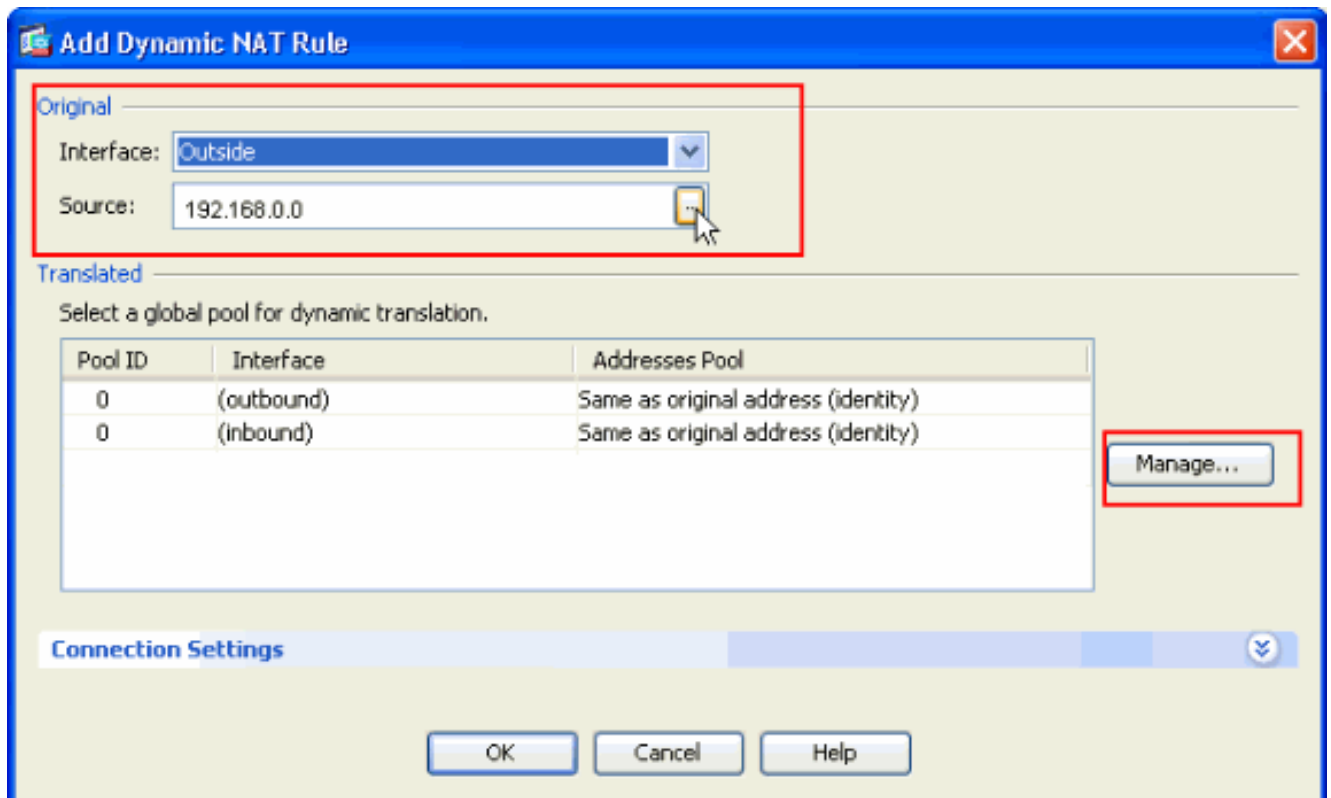 Add Dynamic NAT Rule
Original
Interface: Outside
Source: 192.168.0.0 ...
Translated
Select a global pool for dynamic translation.
Pool ID Interface Addresses Pool
0 (outbound) Same as original address (identity)
0 (inbound) Same as original address (identity)
Manage...
Connection Settings
OK Cancel Help